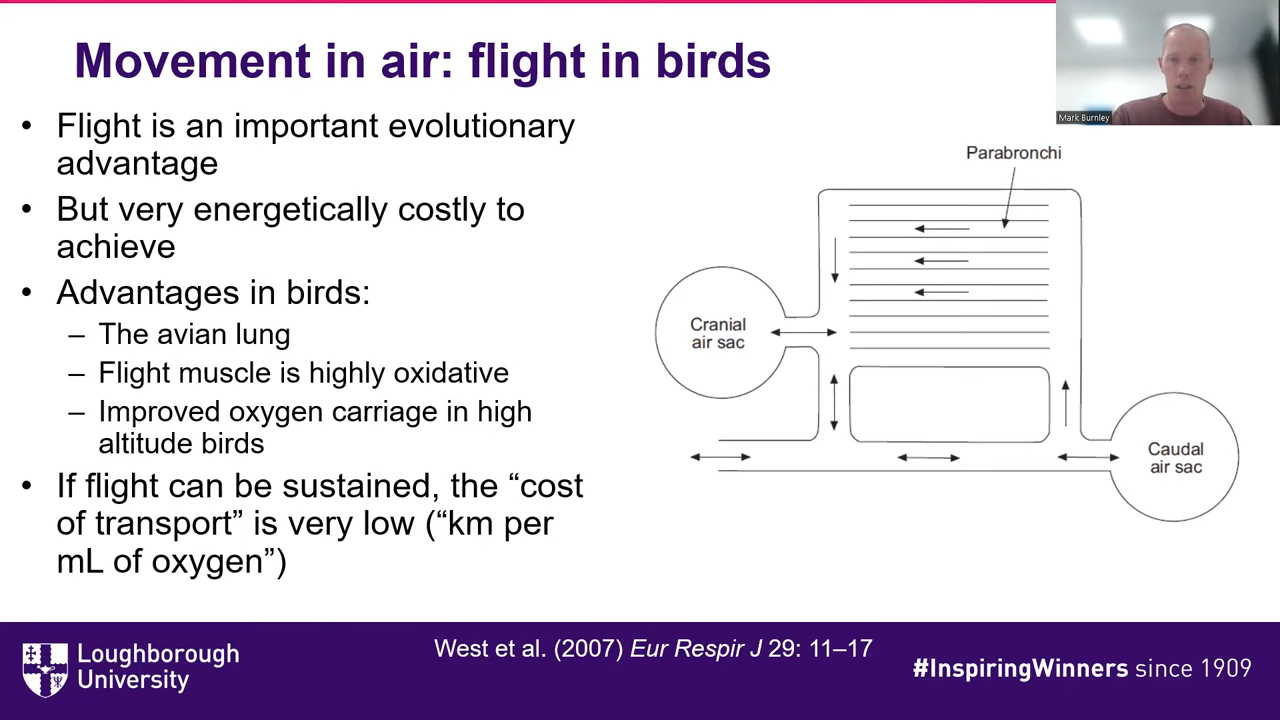 Movement in air: flight in birds
Mark Burnley
• Flight is an important evolutionary
advantage
• But very energetically costly to
achieve
• Advantages in birds:
– The avian lung
– Flight muscle is highly oxidative
– Improved oxygen carriage in high
altitude birds
• If flight can be sustained, the “cost
of transport” is very low (“km per
mL of oxygen”)
Parabronchi
Cranial
air sac
Caudal
air sac
Loughborough
University
West et al. (2007) Eur Respir J 29: 11–17
#InspiringWinners since 1909